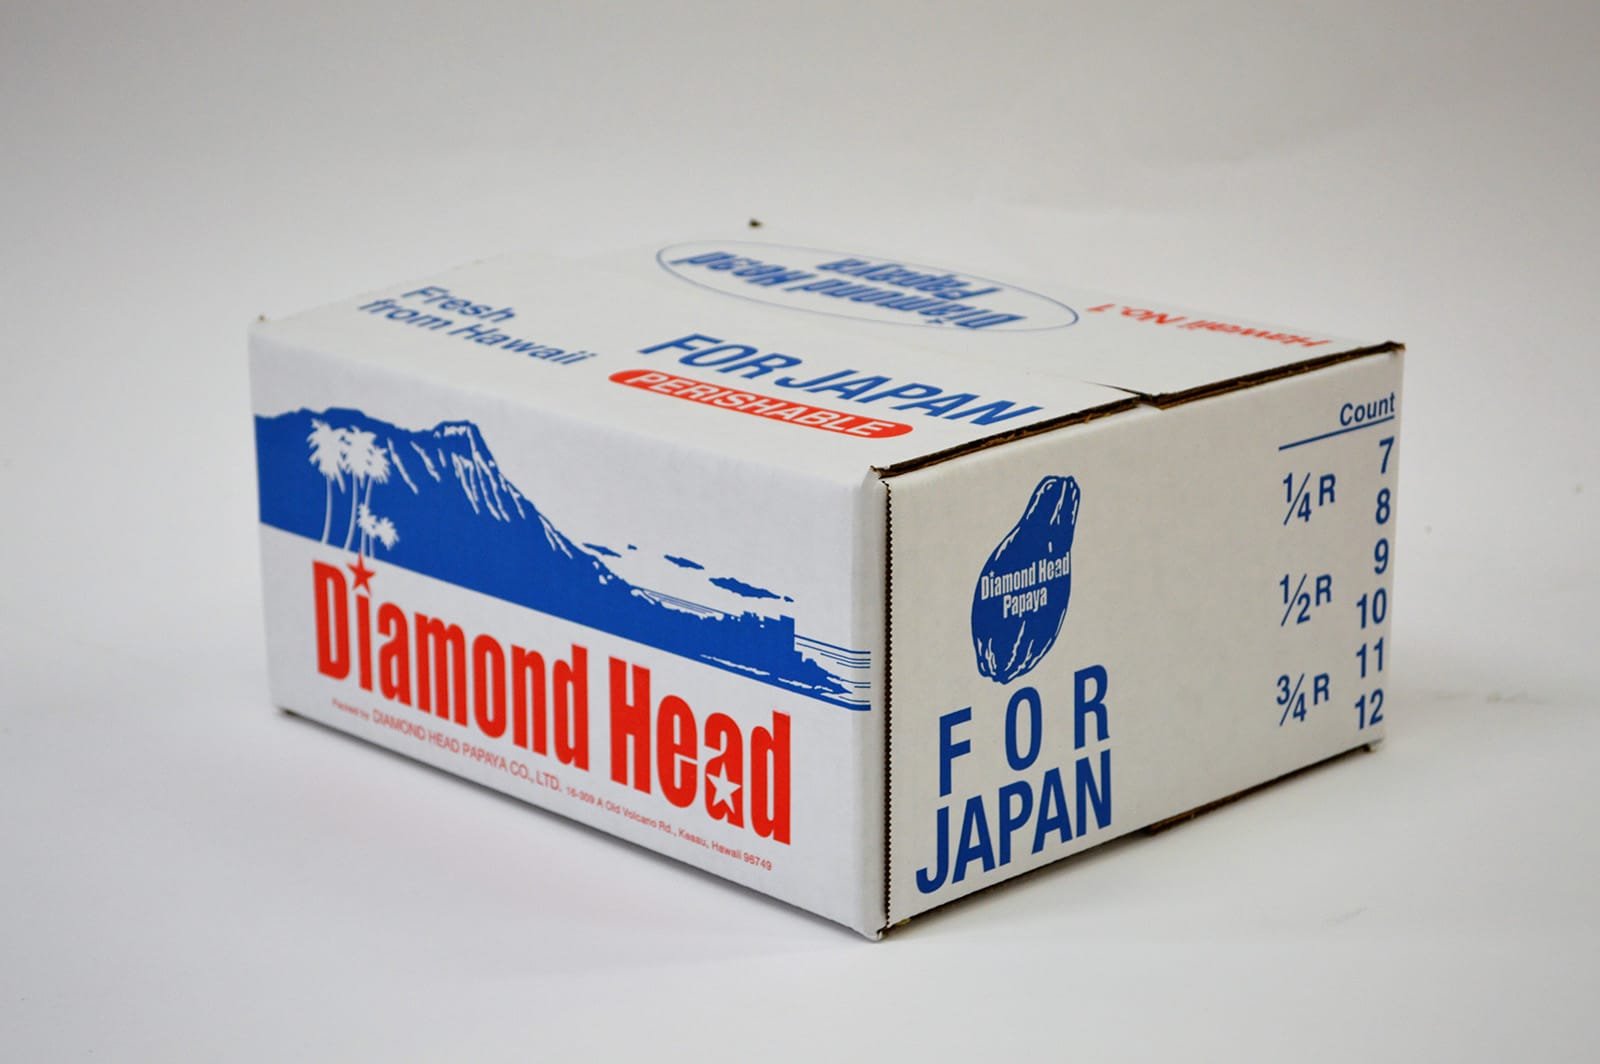 Diamond Head
Papaya
Hawaii No.1
Fresh
from Hawaii
FOR JAPAN
PERISHABLE
Diamond Head
Packed by DIAMOND HEAD PAPAYA CO., LTD. 16-309 A Old Volcano Rd., Keaau, Hawaii 96749
Diamond Head
Papaya
FOR
JAPAN
Count
7
1/4 R
8
9
1/2 R
10
11
3/4 R
12